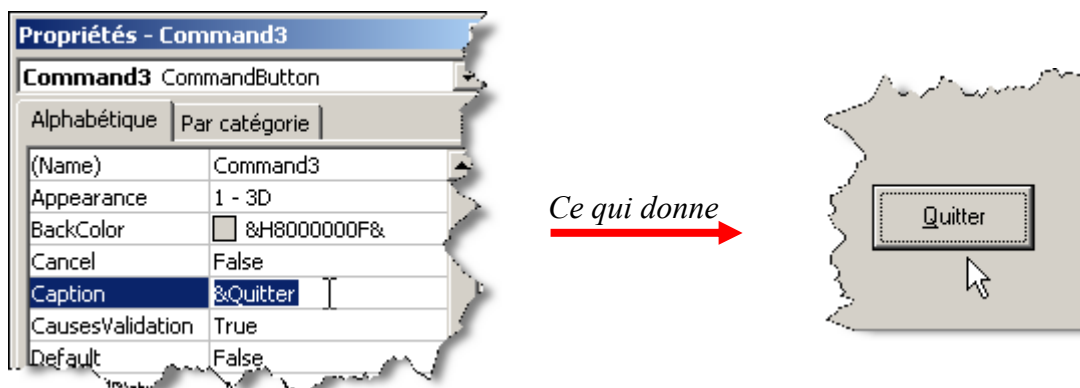 Propriétés - Command3
Command3 CommandButton
Alphabétique Par catégorie
(Name) Command3
Appearance 1 - 3D
BackColor &H8000000F&
Cancel False
Caption &Quitter
CausesValidation True
Default False
Ce qui donne
Quitter